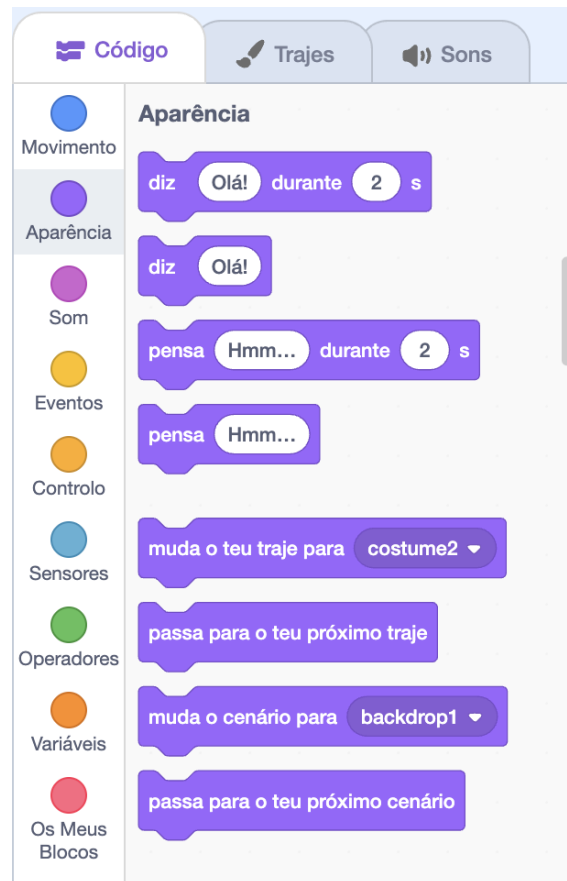 Código
Trajes
Sons
Movimento
Aparência
Som
Eventos
Controlo
Sensores
Operadores
Variáveis
Os Meus
Blocos
Aparência
diz Olá! durante 2 s
diz Olá!
pensa Hmm... durante 2 s
pensa Hmm...
muda o teu traje para costume2
passa para o teu próximo traje
muda o cenário para backdrop1
passa para o teu próximo cenário